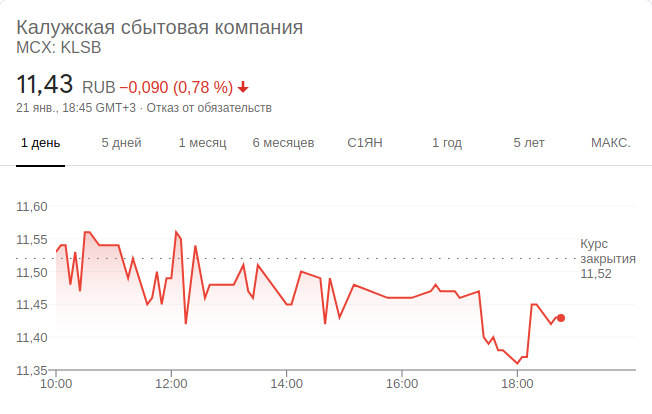 Калужская сбытовая компания
MCX: KLSB
11,43 RUB −0,090 (0,78 %)
21 янв., 18:45 GMT+3 · Отказ от обязательств
1 день 5 дней 1 месяц 6 месяцев С1ЯН 1 год 5 лет МАКС.
11,60
11,55
11,50
11,45
11,40
11,35
Курс
закрытия
11,52
10:00 12:00 14:00 16:00 18:00